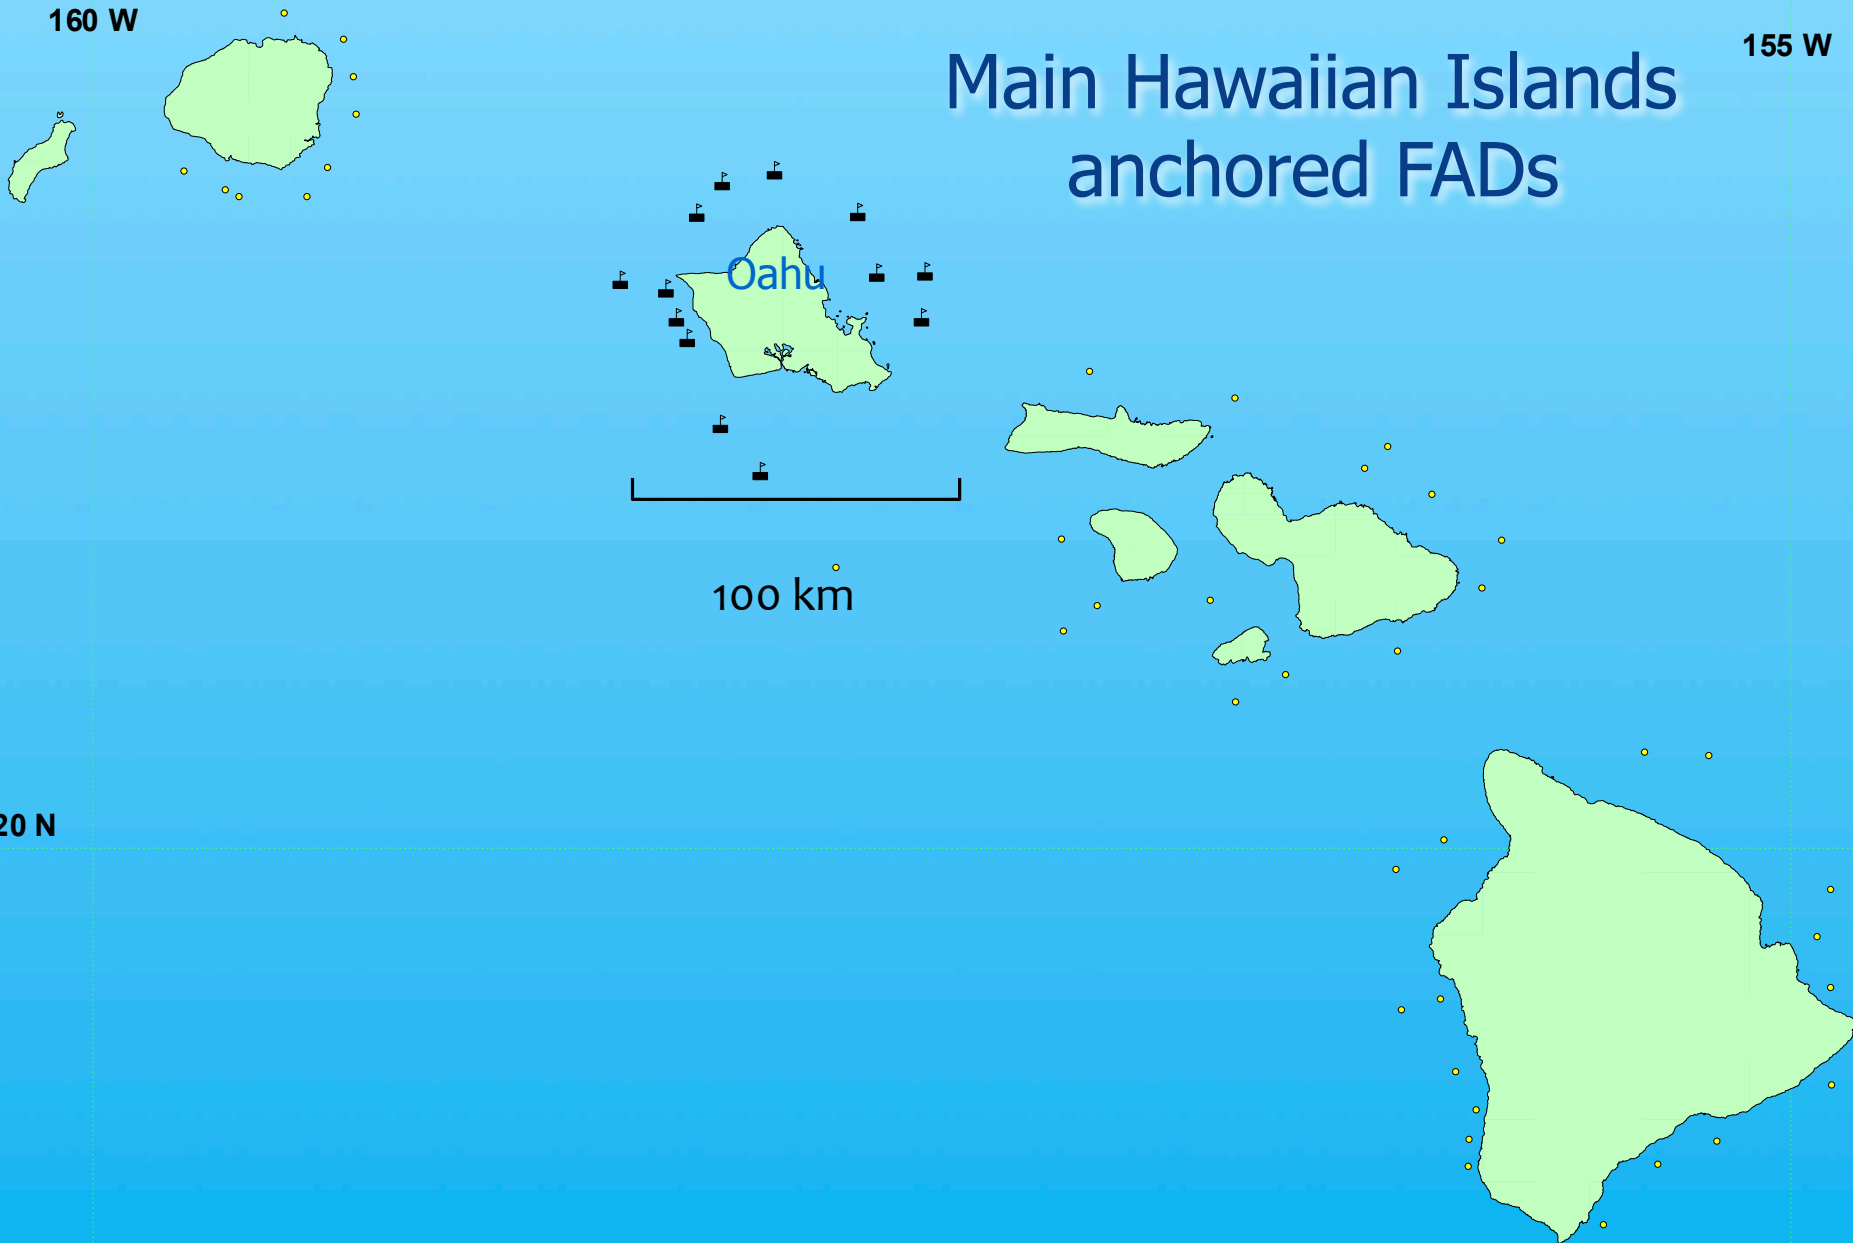 160 W
155 W
Main Hawaiian Islands
anchored FADs
Oahu
100 km
20 N